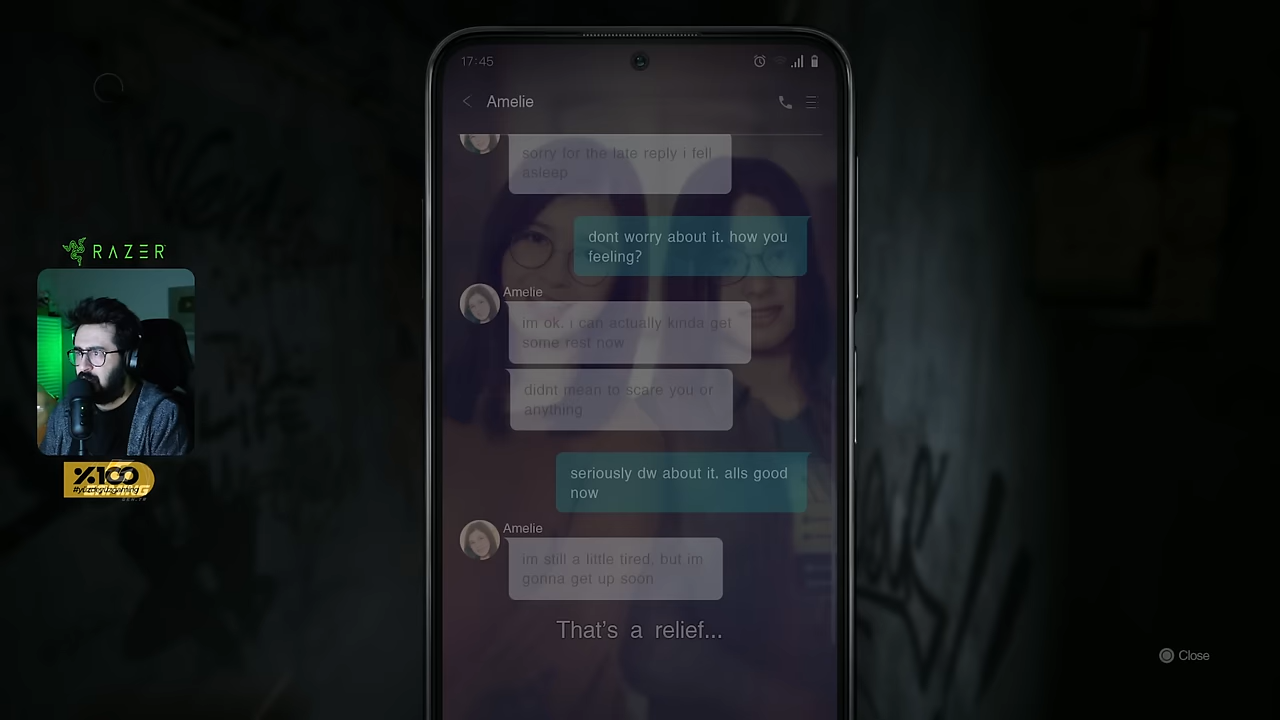 17:45
Amelie
sorry for the late reply i fell
asleep
dont worry about it. how you
feeling?
Amelie
im ok. i can actually kinda get
some rest now
didnt mean to scare you or
anything
seriously dw about it. alls good
now
Amelie
im still a little tired. but im
gonna get up soon
That's a relief...
Close
RAZER
%100